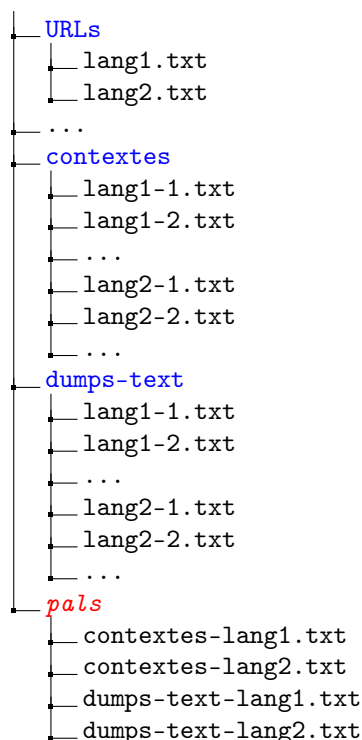 URLs
lang1.txt
lang2.txt
...
contextes
lang1-1.txt
lang1-2.txt
...
lang2-1.txt
lang2-2.txt
...
dumps-text
lang1-1.txt
lang1-2.txt
...
lang2-1.txt
lang2-2.txt
...
pals
contextes-lang1.txt
contextes-lang2.txt
dumps-text-lang1.txt
dumps-text-lang2.txt